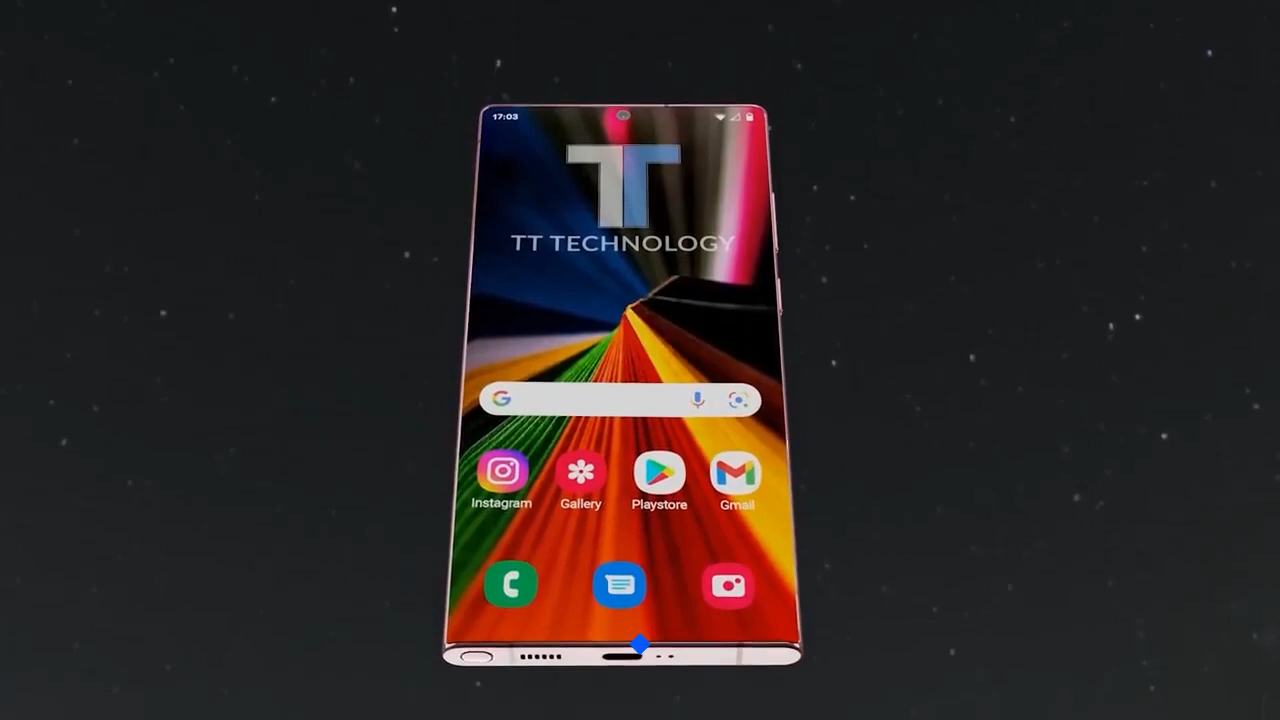 17:03
TT
TT TECHNOLOGY
G
Instagram
Gallery
Playstore
Gmail